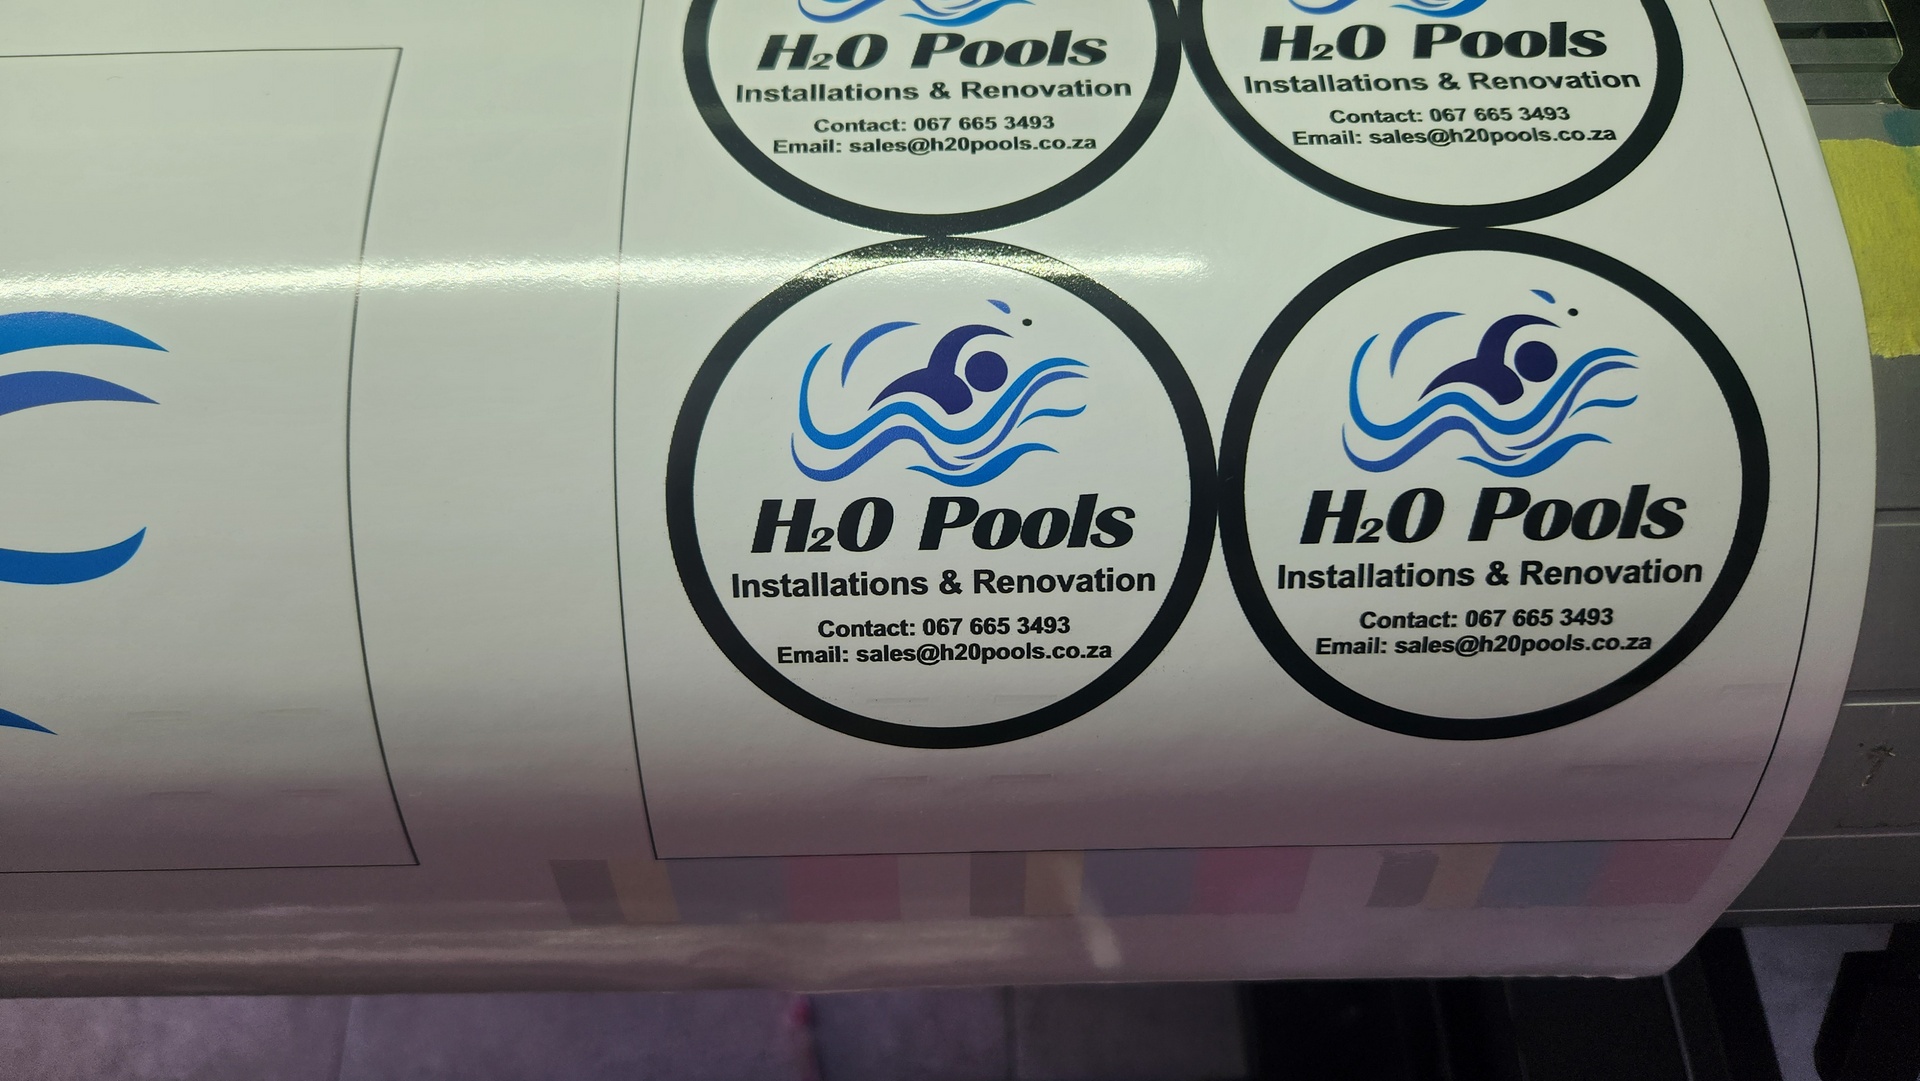 H2O Pools
Installations & Renovation
Contact: 067 665 3493
Email: sales@h20pools.co.za
H2O Pools
Installations & Renovation
Contact: 067 665 3493
Email: sales@h20pools.co.za
H2O Pools
Installations & Renovation
Contact: 067 665 3493
Email: sales@h20pools.co.za
H2O Pools
Installations & Renovation
Contact: 067 665 3493
Email: sales@h20pools.co.za